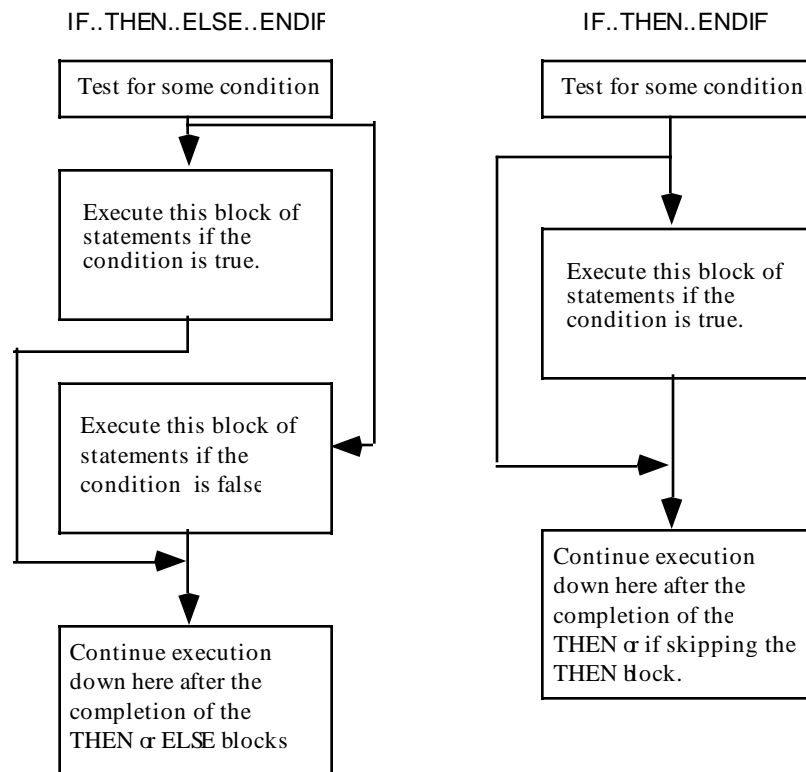 IF..THEN..ELSE..ENDIF
Test for some condition
Execute this block of
statements if the
condition is true.
Execute this block of
statements if the
condition is false
Continue execution
down here after the
completion of the
THEN or ELSE blocks
IF..THEN..ENDIF
Test for some condition
Execute this block of
statements if the
condition is true.
Continue execution
down here after the
completion of the
THEN or if skipping the
THEN block.